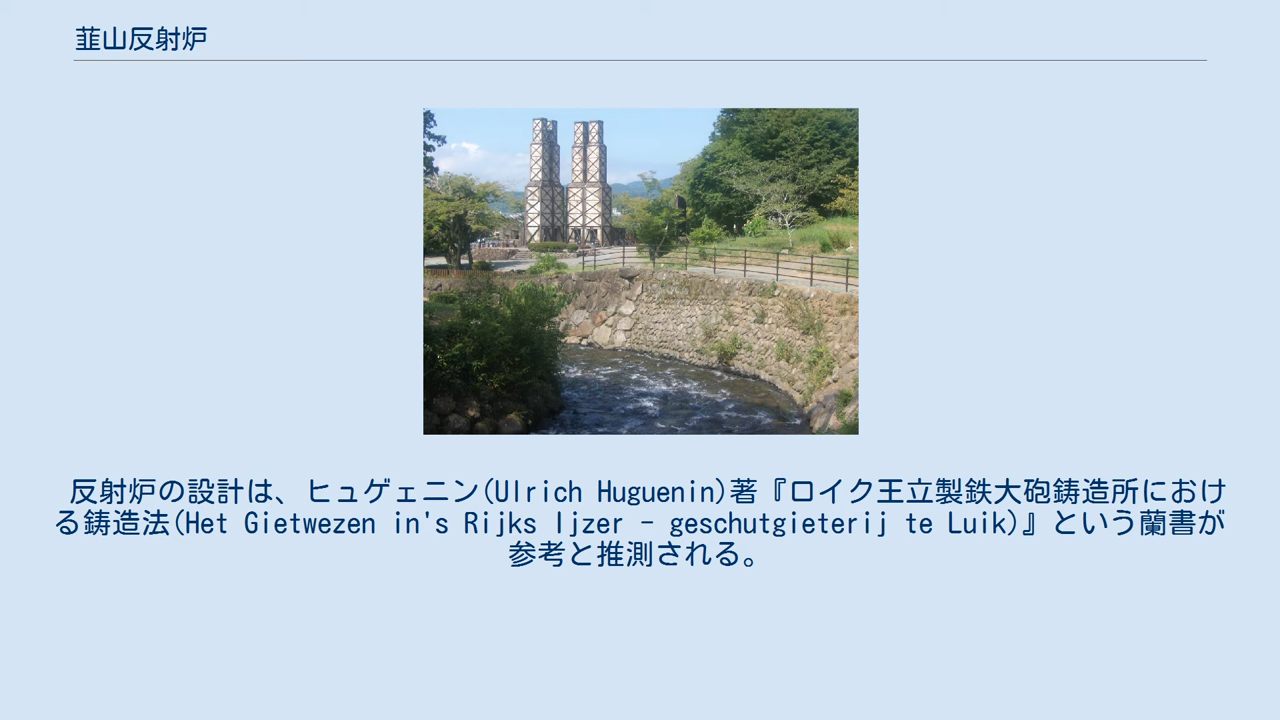 韮山反射炉
反射炉の設計は、ヒュゲェニン(Ulrich Huguenin)著『ロイク王立製鉄大砲鋳造所におけ
る鋳造法(Het Gietwezen in's Rijks Ijzer - geschutgieterij te Luik)』という蘭書が
参考と推測される。